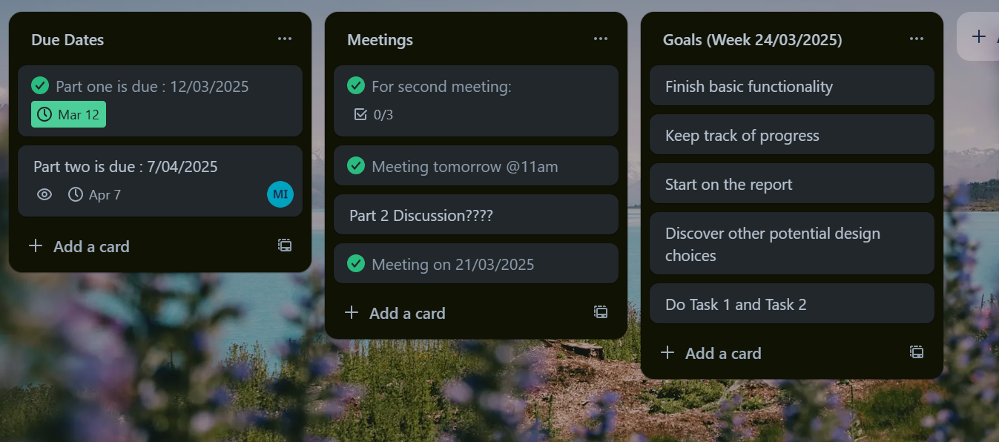 Due Dates
Part one is due : 12/03/2025
Mar 12
Part two is due : 7/04/2025
Apr 7
MI
Add a card
Meetings
For second meeting:
0/3
Meeting tomorrow @11am
Part 2 Discussion????
Meeting on 21/03/2025
Add a card
Goals (Week 24/03/2025)
Finish basic functionality
Keep track of progress
Start on the report
Discover other potential design
choices
Do Task 1 and Task 2
Add a card